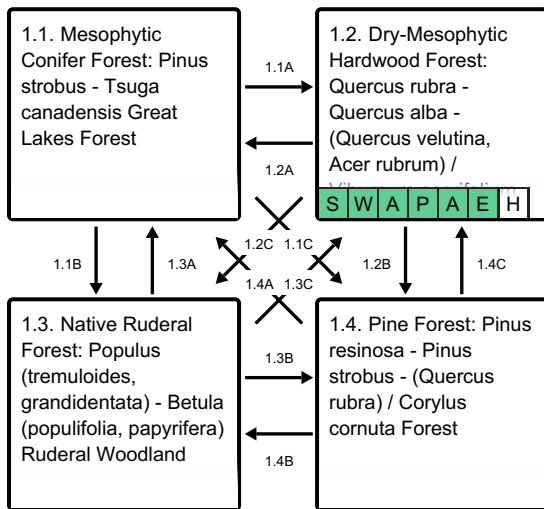 1.1. Mesophytic
Conifer Forest: Pinus
strobus - Tsuga
canadensis Great
Lakes Forest
1.1A
1.2A
1.2. Dry-Mesophytic
Hardwood Forest:
Quercus rubra -
Quercus alba -
(Quercus velutina,
Acer rubrum) /
S W A P A E H
1.1B
1.3A
1.2C
1.1C
1.4A
1.3C
1.2B
1.4C
1.3. Native Ruderal
Forest: Populus
(tremuloides,
grandidentata) - Betula
(populifolia, papyrifera)
Ruderal Woodland
1.3B
1.4B
1.4. Pine Forest: Pinus
resinosa - Pinus
strobus - (Quercus
rubra) / Corylus
cornuta Forest